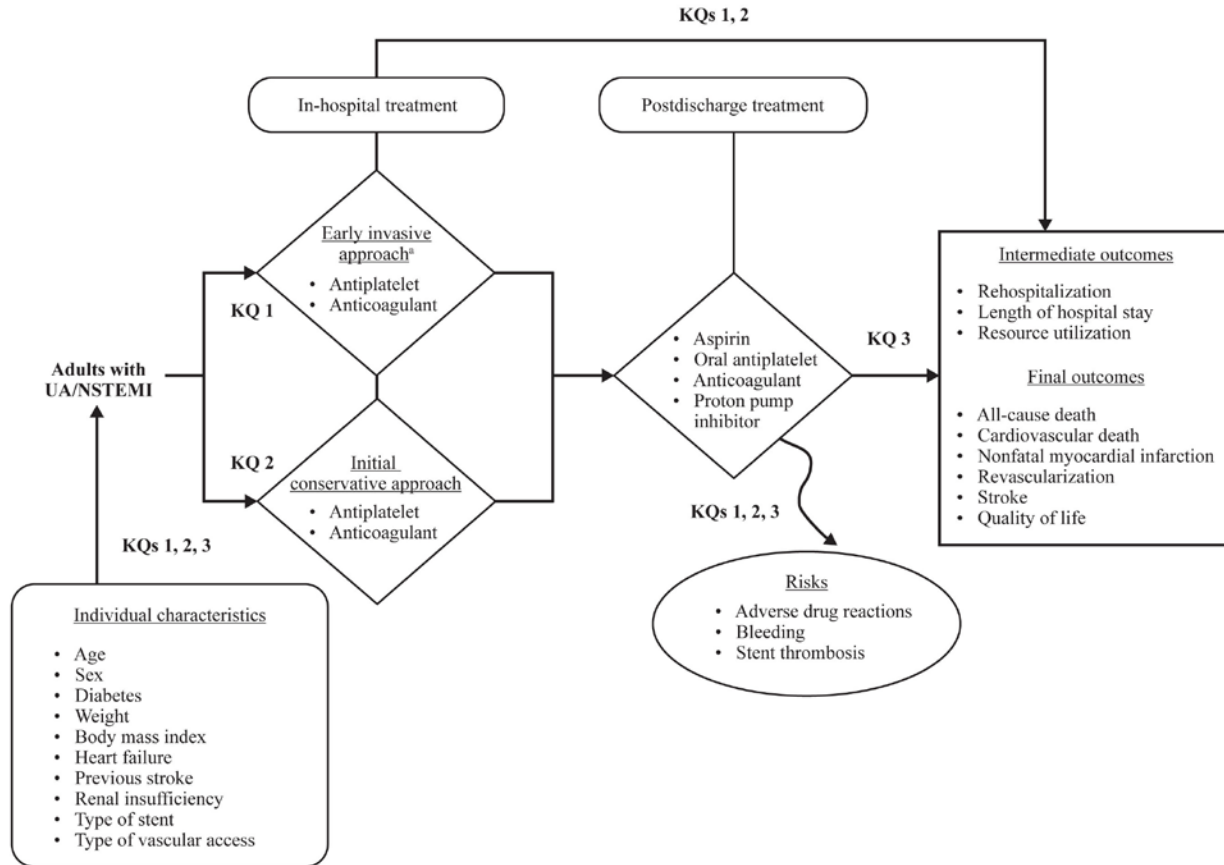 KQs 1, 2
In-hospital treatment
Postdischarge treatment
Early invasive
approachª
• Antiplatelet
• Anticoagulant
KQ 1
Adults with
UA/NSTEMI
KQ 2
Initial
conservative approach
• Antiplatelet
• Anticoagulant
• Aspirin
• Oral antiplatelet
• Anticoagulant
• Proton pump
inhibitor
KQ 3
Intermediate outcomes
• Rehospitalization
• Length of hospital stay
• Resource utilization
Final outcomes
• All-cause death
• Cardiovascular death
• Nonfatal myocardial infarction
• Revascularization
• Stroke
• Quality of life
KQs 1, 2, 3
Risks
• Adverse drug reactions
• Bleeding
• Stent thrombosis
KQs 1, 2, 3
Individual characteristics
• Age
• Sex
• Diabetes
• Weight
• Body mass index
• Heart failure
• Previous stroke
• Renal insufficiency
• Type of stent
• Type of vascular access